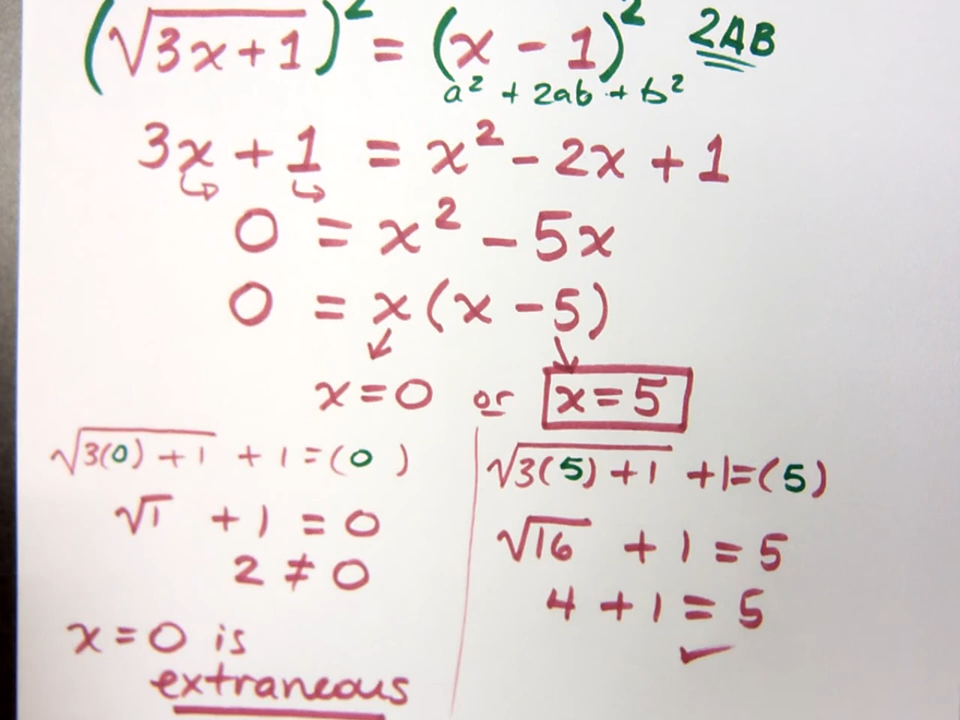 (√3x+1)² = (x - 1)² 2AB
a² + 2ab + b²
3x + 1 = x² - 2x + 1
0 = x² - 5x
0 = x(x - 5)
x = 0 or x = 5
√3(0) + 1 + 1 = (0)
√1 + 1 = 0
2 ≠ 0
x = 0 is
extraneous
√3(5) + 1 + 1 = (5)
√16 + 1 = 5
4 + 1 = 5
✓